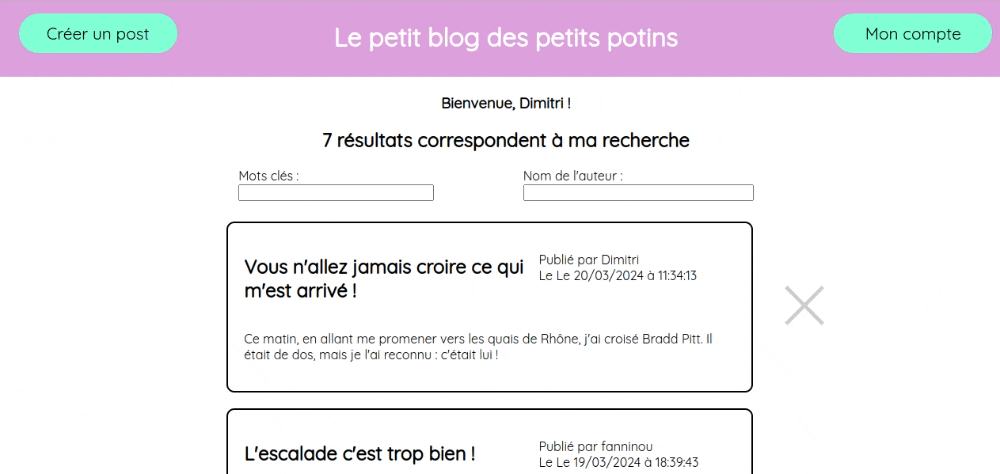 Créer un post
Le petit blog des petits potins
Mon compte
Bienvenue, Dimitri !
7 résultats correspondent à ma recherche
Mots clés :
Nom de l'auteur :
Vous n'allez jamais croire ce qui
m'est arrivé !
Publié par Dimitri
Le Le 20/03/2024 à 11:34:13
Ce matin, en allant me promener vers les quais de Rhône, j'ai croisé Bradd Pitt. Il
était de dos, mais je l'ai reconnu : c'était lui !
L'escalade c'est trop bien !
Publié par fanninou
Le Le 19/03/2024 à 18:39:43